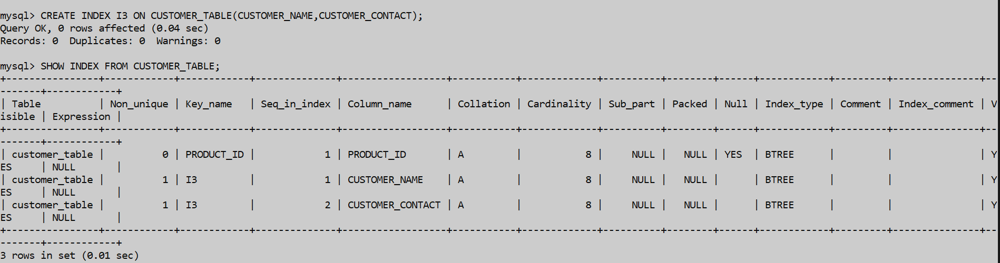 mysql> CREATE INDEX I3 ON CUSTOMER_TABLE(CUSTOMER_NAME,CUSTOMER_CONTACT);
Query OK, 0 rows affected (0.04 sec)
Records: 0  Duplicates: 0  Warnings: 0
mysql> SHOW INDEX FROM CUSTOMER_TABLE;
+----------------+------------+------------+--------------+------------------+-----------+-------------+----------+--------+------+------------+---------+---------------+--
-------+------------+
| Table          | Non_unique | Key_name   | Seq_in_index | Column_name      | Collation | Cardinality | Sub_part | Packed | Null | Index_type | Comment | Index_comment | V
isible | Expression |
+----------------+------------+------------+--------------+------------------+-----------+-------------+----------+--------+------+------------+---------+---------------+--
-------+------------+
| customer_table |          0 | PRODUCT_ID |            1 | PRODUCT_ID       | A         |           8 |     NULL |   NULL | YES  | BTREE      |         |               | Y
ES     | NULL       |
| customer_table |          1 | I3         |            1 | CUSTOMER_NAME    | A         |           8 |     NULL |   NULL |      | BTREE      |         |               | Y
ES     | NULL       |
| customer_table |          1 | I3         |            2 | CUSTOMER_CONTACT | A         |           8 |     NULL |   NULL |      | BTREE      |         |               | Y
ES     | NULL       |
+----------------+------------+------------+--------------+------------------+-----------+-------------+----------+--------+------+------------+---------+---------------+--
-------+------------+
3 rows in set (0.01 sec)